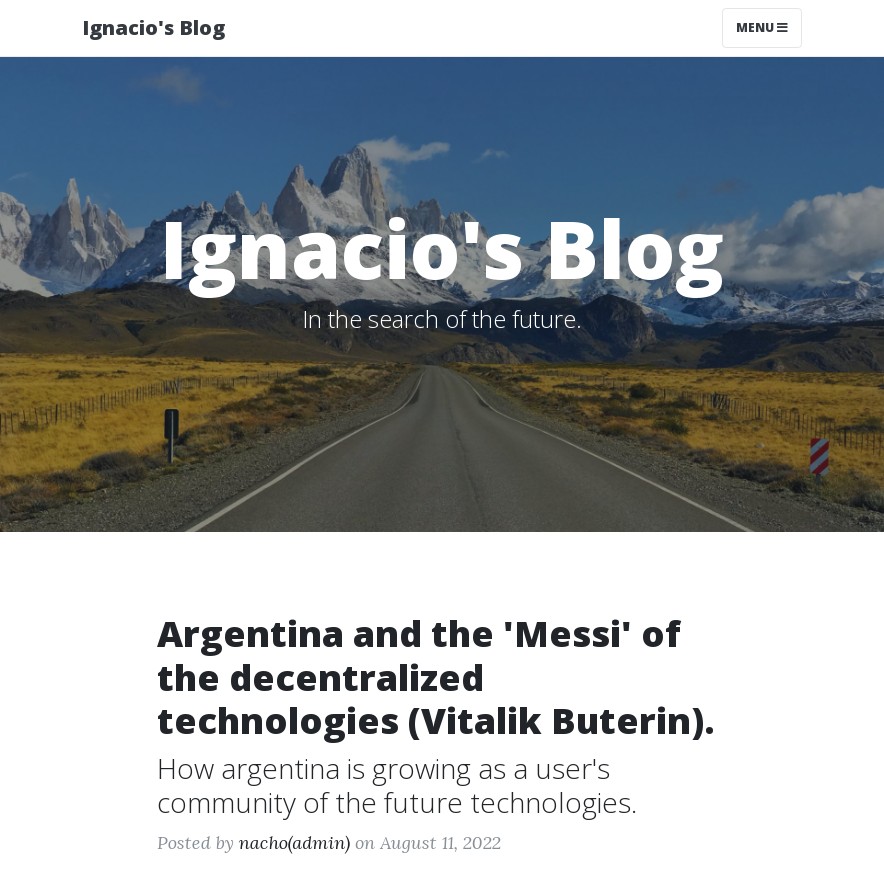 Ignacio's Blog
MENU
Ignacio's Blog
In the search of the future.
Argentina and the 'Messi' of
the decentralized
technologies (Vitalik Buterin).
How argentina is growing as a user's
community of the future technologies.
Posted by nacho(admin) on August 11, 2022